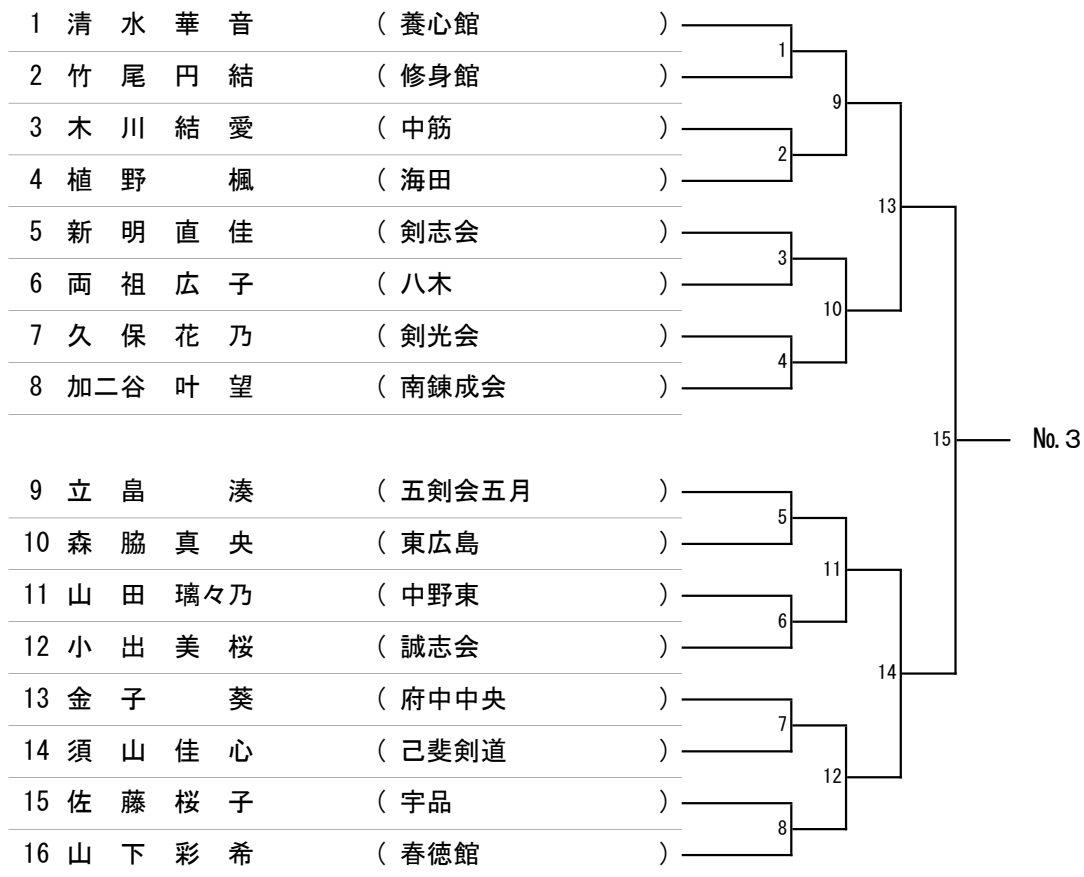 1 清水華音 ( 養心館 )
1
2 竹尾円結 ( 修身館 )
9
3 木川結愛 ( 中筋 )
2
4 植野 楓 ( 海田 )
13
5 新明直佳 ( 剣志会 )
3
6 両祖広子 ( 八木 )
10
7 久保花乃 ( 剣光会 )
4
8 加二谷叶望 ( 南錬成会 )
15 №.3
9 立畠 湊 ( 五剣会五月 )
5
10 森脇真央 ( 東広島 )
11
11 山田璃々乃 ( 中野東 )
6
12 小出美桜 ( 誠志会 )
14
13 金子 葵 ( 府中中央 )
7
14 須山佳心 ( 己斐剣道 )
12
15 佐藤桜子 ( 宇品 )
8
16 山下彩希 ( 春徳館 )